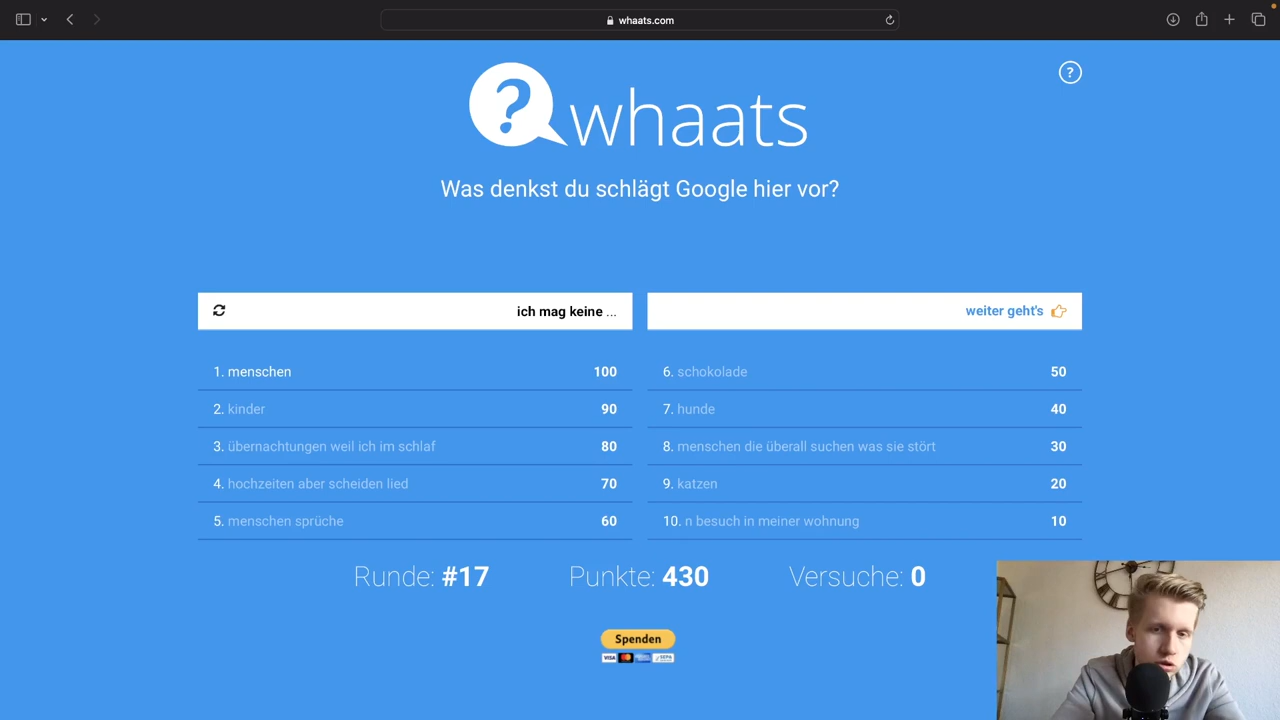 whaats.com
?
? whaats
Was denkst du schlägt Google hier vor?
ich mag keine ...
weiter geht's
1. menschen 100
2. kinder 90
3. übernachtungen weil ich im schlaf 80
4. hochzeiten aber scheiden lied 70
5. menschen sprüche 60
6. schokolade 50
7. hunde 40
8. menschen die überall suchen was sie stört 30
9. katzen 20
10. n besuch in meiner wohnung 10
Runde: #17 Punkte: 430 Versuche: 0
Spenden
VISA